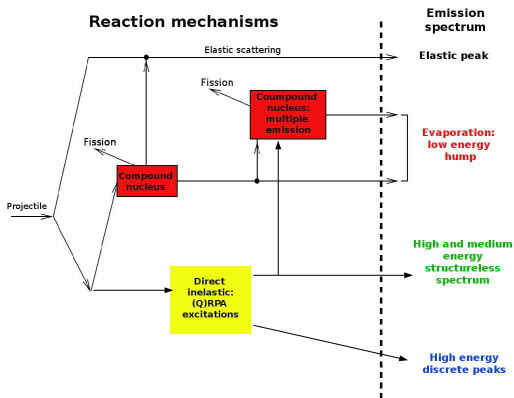 Reaction mechanisms
Emission
spectrum
Elastic scattering
Elastic peak
Fission
Coumpound
nucleus:
multiple
emission
Fission
Evaporation:
low energy
hump
Compound
nucleus
Projectile
High and medium
energy
structureless
spectrum
Direct
inelastic:
(Q)RPA
excitations
High energy
discrete peaks